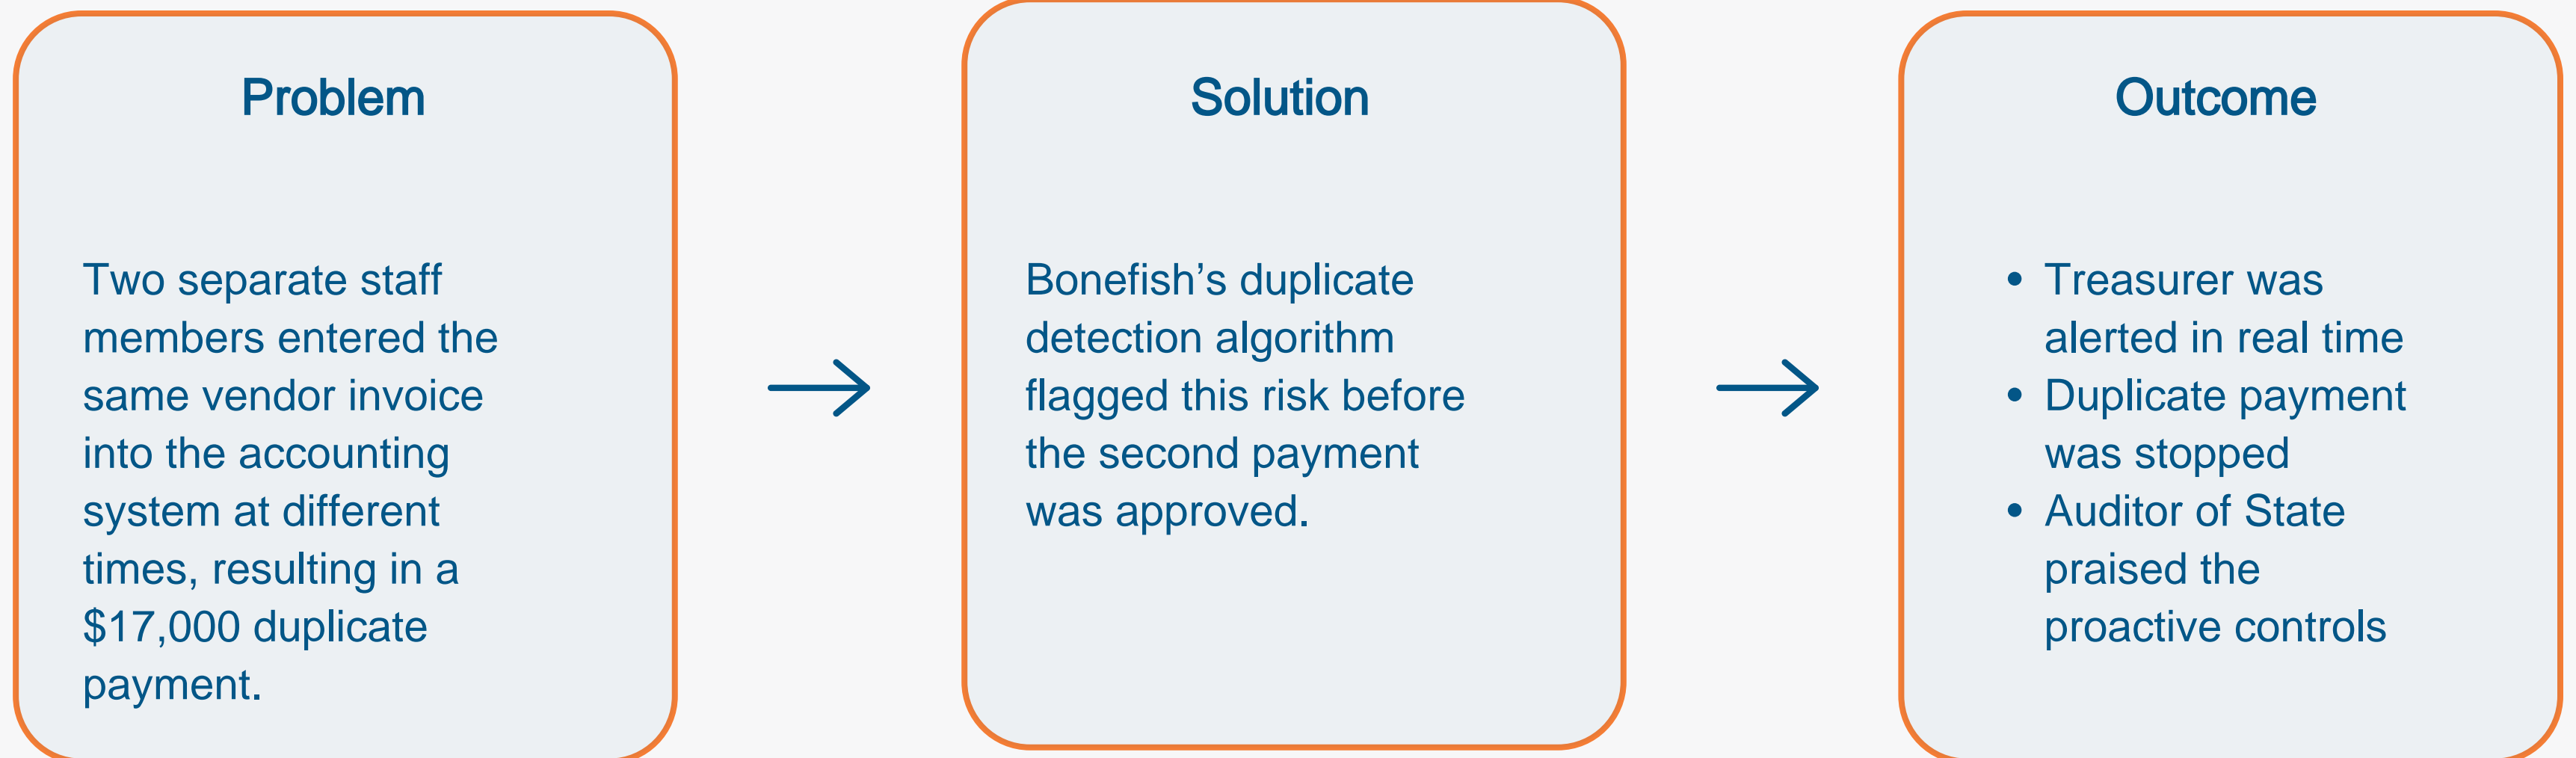 Problem
Two separate staff
members entered the
same vendor invoice
into the accounting
system at different
times, resulting in a
$17,000 duplicate
payment.
Solution
Bonefish’s duplicate
detection algorithm
flagged this risk before
the second payment
was approved.
Outcome
• Treasurer was
alerted in real time
• Duplicate payment
was stopped
• Auditor of State
praised the
proactive controls